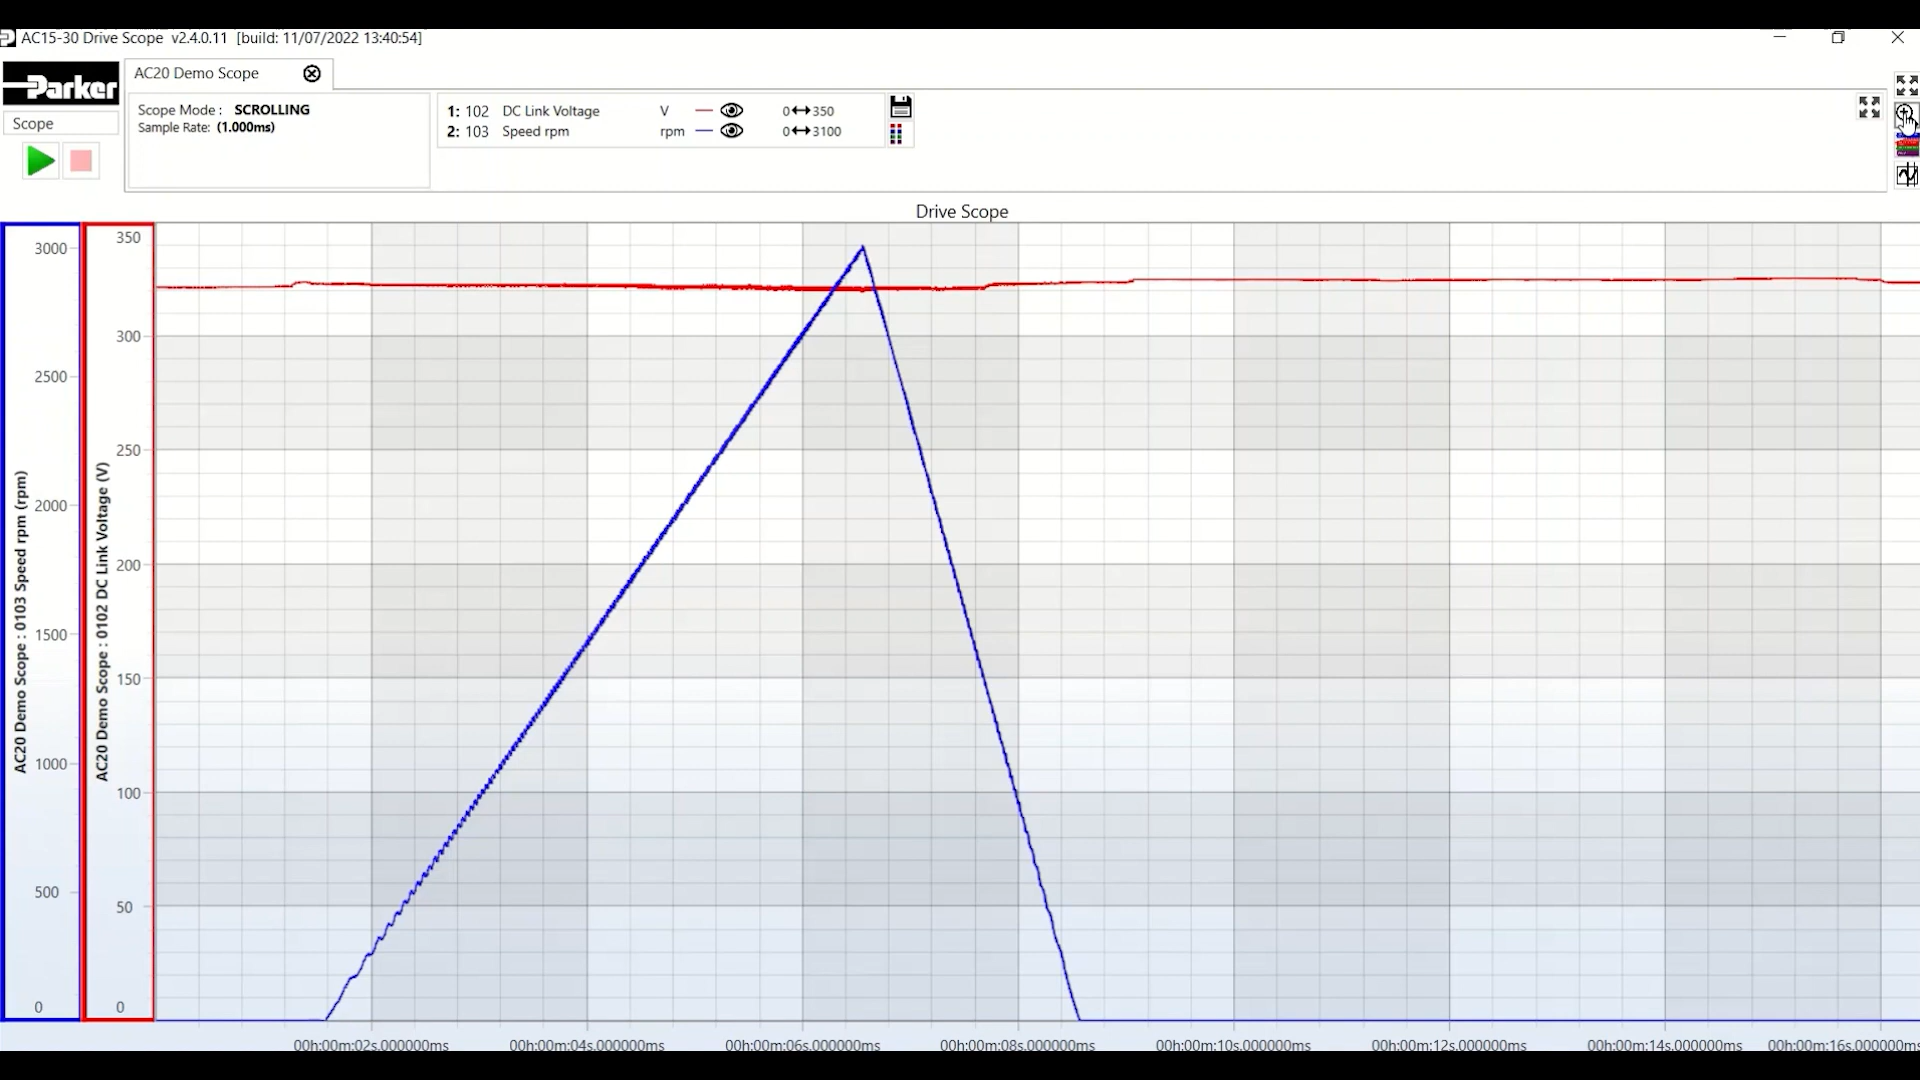 AC15-30 Drive Scope v2.4.0.11 [build: 11/07/2022 13:40:54]
Parker
AC20 Demo Scope
Scope
Scope Mode : SCROLLING
Sample Rate: (1.000ms)
1: 102 DC Link Voltage V 0↔350
2: 103 Speed rpm rpm 0↔3100
Drive Scope
AC20 Demo Scope : 0103 Speed rpm (rpm)
3000
2500
2000
1500
1000
500
0
AC20 Demo Scope : 0102 DC Link Voltage (V)
350
300
250
200
150
100
50
0
00h:00m:02s.000000ms 00h:00m:04s.000000ms 00h:00m:06s.000000ms 00h:00m:08s.000000ms 00h:00m:10s.000000ms 00h:00m:12s.000000ms 00h:00m:14s.000000ms 00h:00m:16s.000000ms